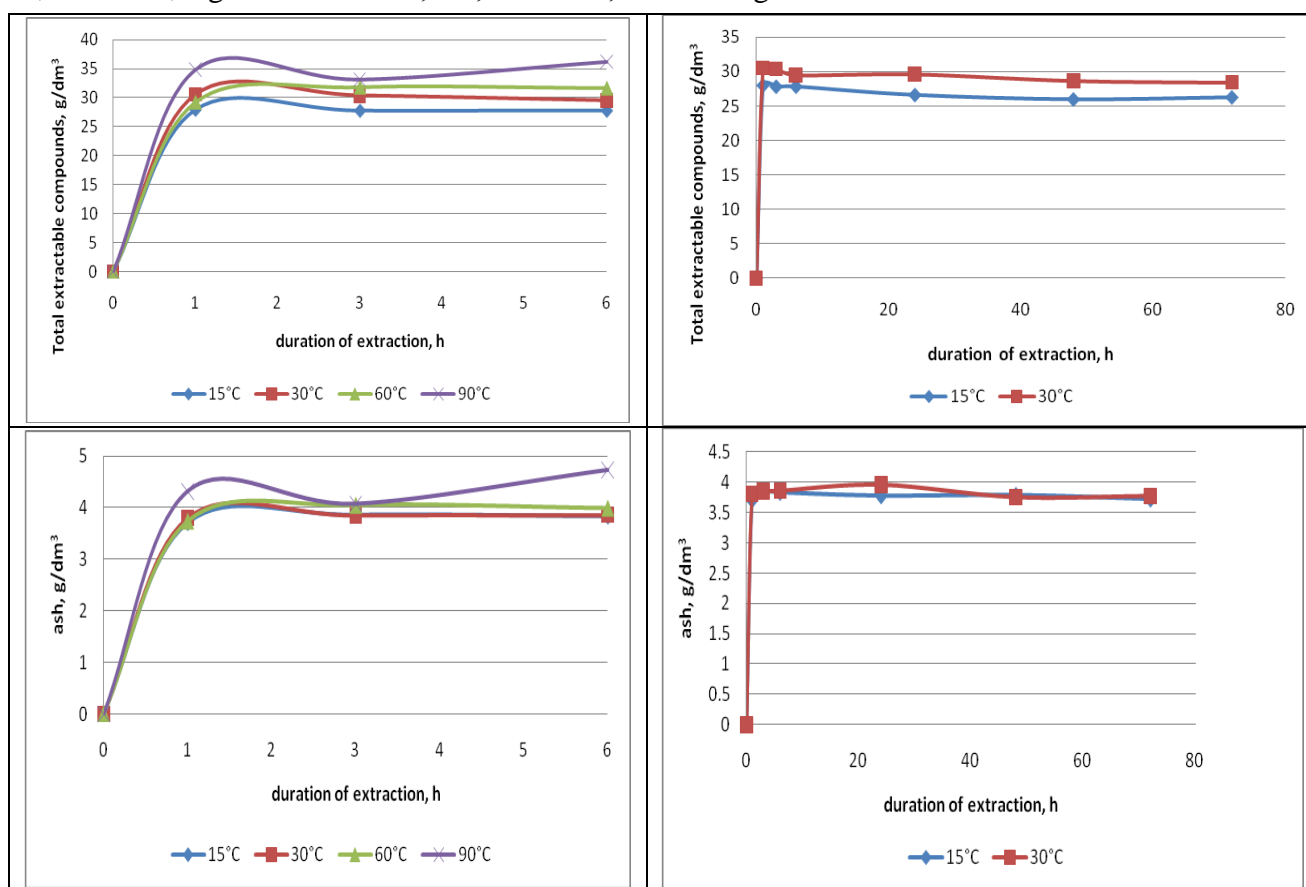 Total extractable compounds, g/dm³
40
35
30
25
20
15
10
5
0
0 1 2 3 4 5 6
duration of extraction, h
15°C 30°C 60°C 90°C
Total extractable compounds, g/dm³
35
30
25
20
15
10
5
0
0 20 40 60 80
duration of extraction, h
15°C 30°C
ash, g/dm³
5
4
3
2
1
0
0 1 2 3 4 5 6
duration of extraction, h
15°C 30°C 60°C 90°C
ash, g/dm³
4.5
4
3.5
3
2.5
2
1.5
1
0.5
0
0 20 40 60 80
duration of extraction, h
15°C 30°C